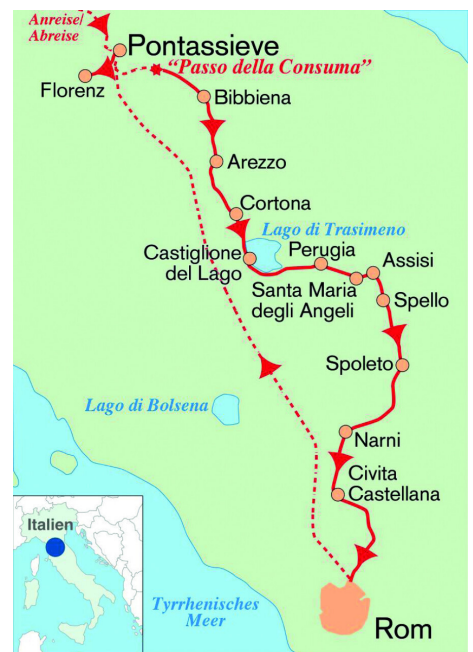 Anreise/
Abreise
Pontassieve
Florenz
“Passo della Consuma”
Bibbiena
Arezzo
Cortona
Lago di Trasimeno
Castiglione
del Lago
Perugia
Assisi
Santa Maria
degli Angeli
Spello
Spoleto
Lago di Bolsena
Narni
Civita
Castellana
Italien
Tyrrhenisches
Meer
Rom